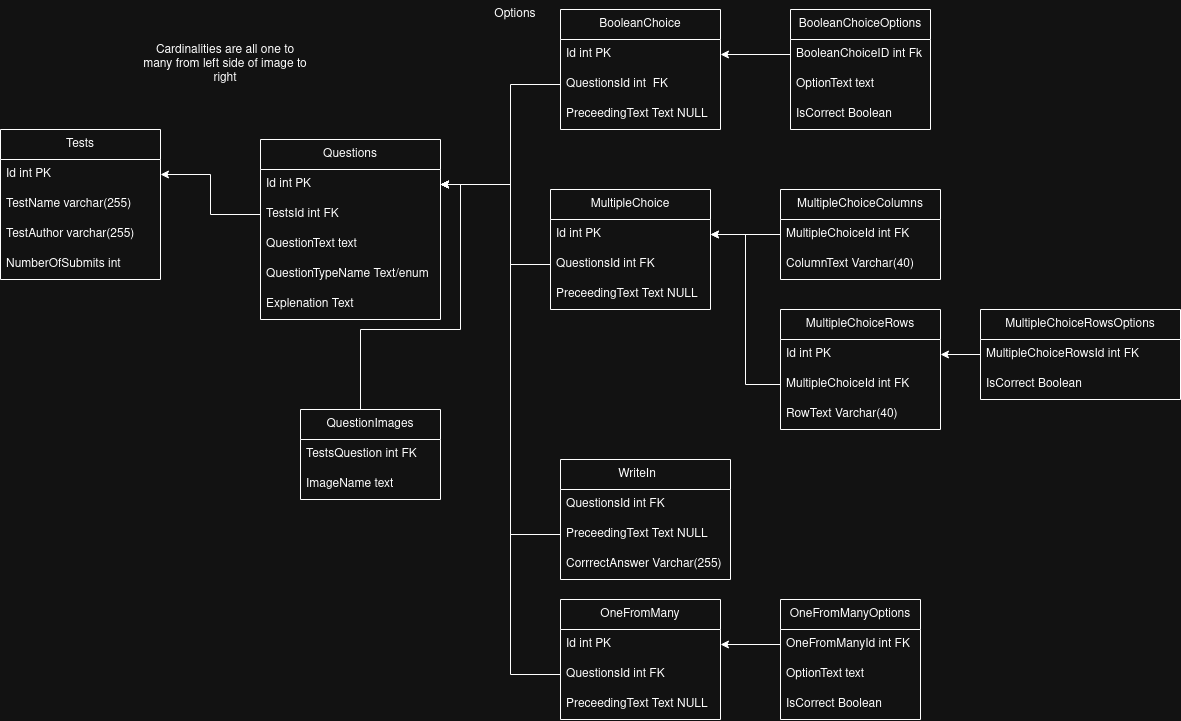 Options
Cardinalities are all one to
many from left side of image to
right
Tests
Id int PK
TestName varchar(255)
TestAuthor varchar(255)
NumberOfSubmits int
Questions
Id int PK
TestsId int FK
QuestionText text
QuestionTypeName Text/enum
Explenation Text
QuestionImages
TestsQuestion int FK
ImageName text
BooleanChoice
Id int PK
QuestionsId int  FK
PreceedingText Text NULL
BooleanChoiceOptions
BooleanChoiceID int Fk
OptionText text
IsCorrect Boolean
MultipleChoice
Id int PK
QuestionsId int FK
PreceedingText Text NULL
MultipleChoiceColumns
MultipleChoiceId int FK
ColumnText Varchar(40)
MultipleChoiceRows
Id int PK
MultipleChoiceId int FK
RowText Varchar(40)
MultipleChoiceRowsOptions
MultipleChoiceRowsId int FK
IsCorrect Boolean
WriteIn
QuestionsId int FK
PreceedingText Text NULL
CorrrectAnswer Varchar(255)
OneFromMany
Id int PK
QuestionsId int FK
PreceedingText Text NULL
OneFromManyOptions
OneFromManyId int FK
OptionText text
IsCorrect Boolean